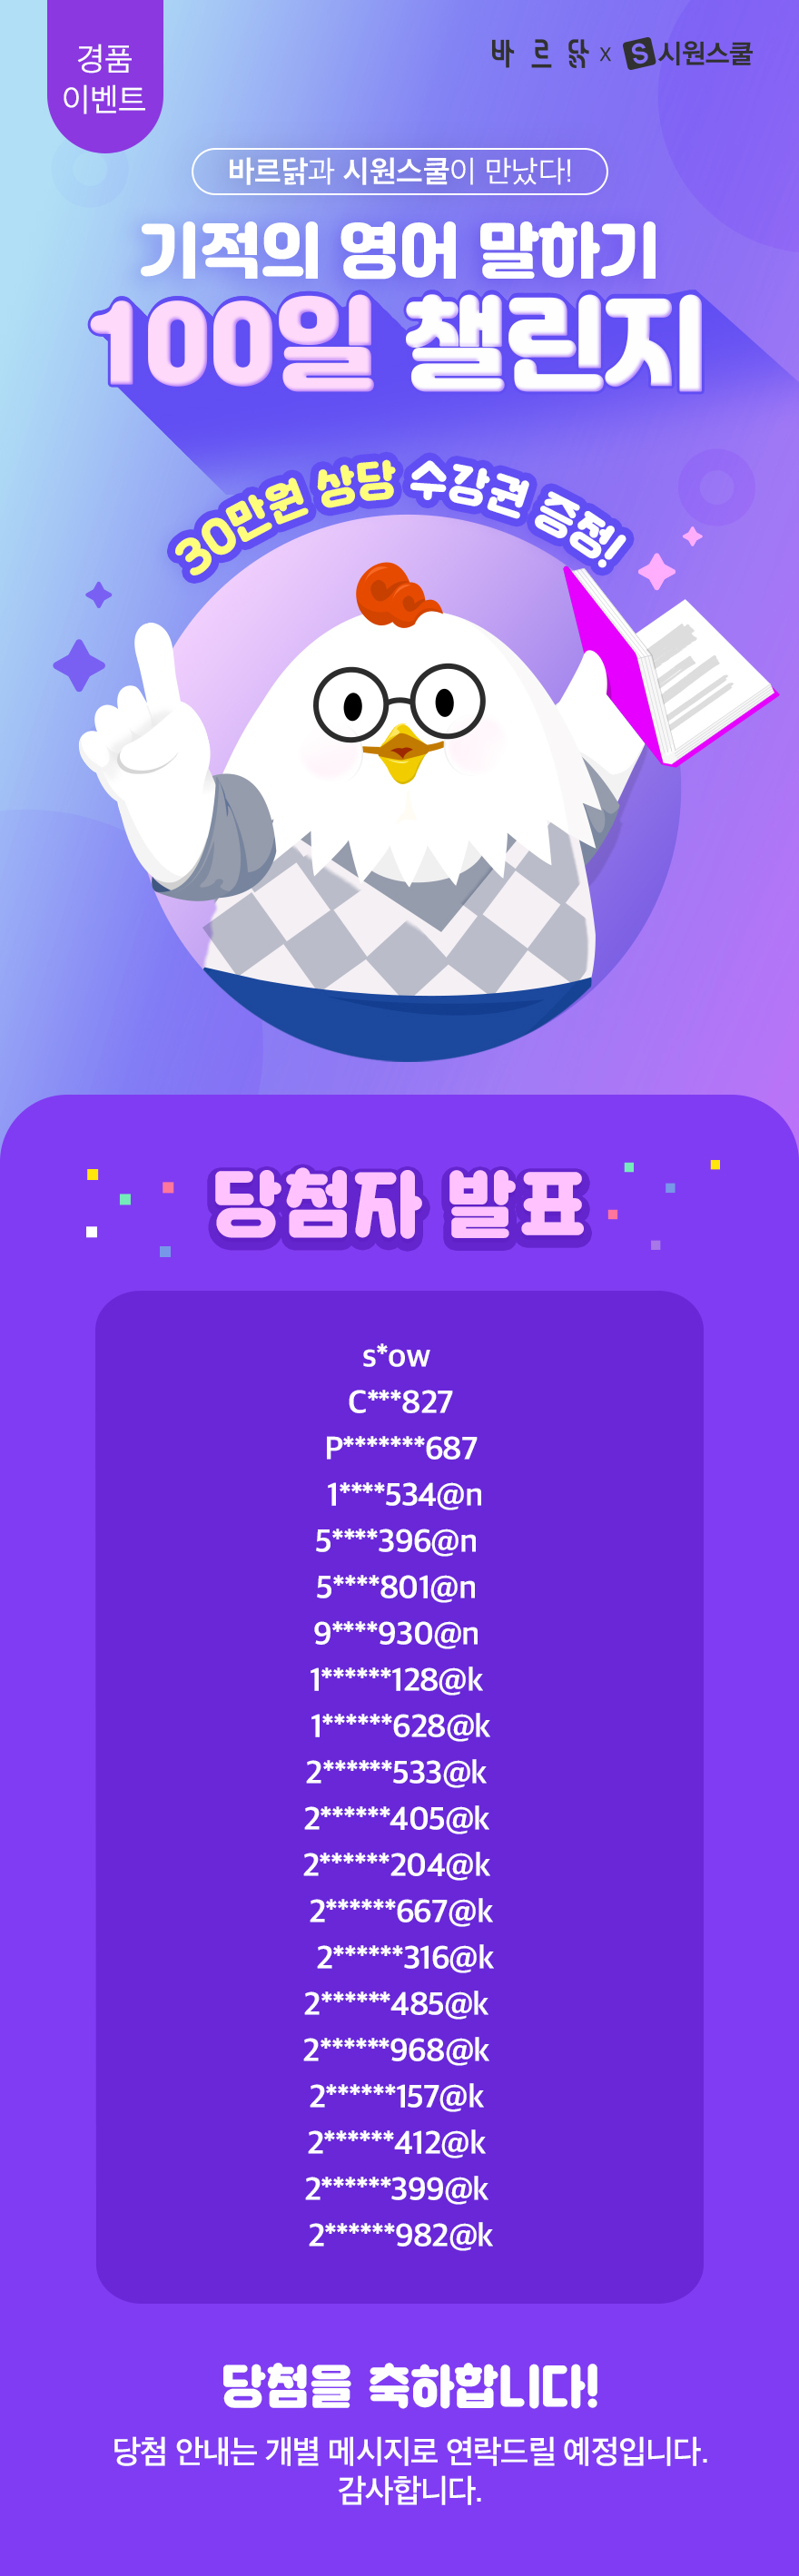 경품
이벤트
바르닭 x S 시원스쿨
바르닭과 시원스쿨이 만났다!
기적의 영어 말하기
100일 챌린지
30만원 상당 수강권 증정!
당첨자 발표
s*ow
C***827
P*******687
1****534@n
5****396@n
5****801@n
9****930@n
1******128@k
1******628@k
2******533@k
2******405@k
2******204@k
2******667@k
2******316@k
2******485@k
2******968@k
2******157@k
2******412@k
2******399@k
2******982@k
당첨을 축하합니다!
당첨 안내는 개별 메시지로 연락드릴 예정입니다.
감사합니다.